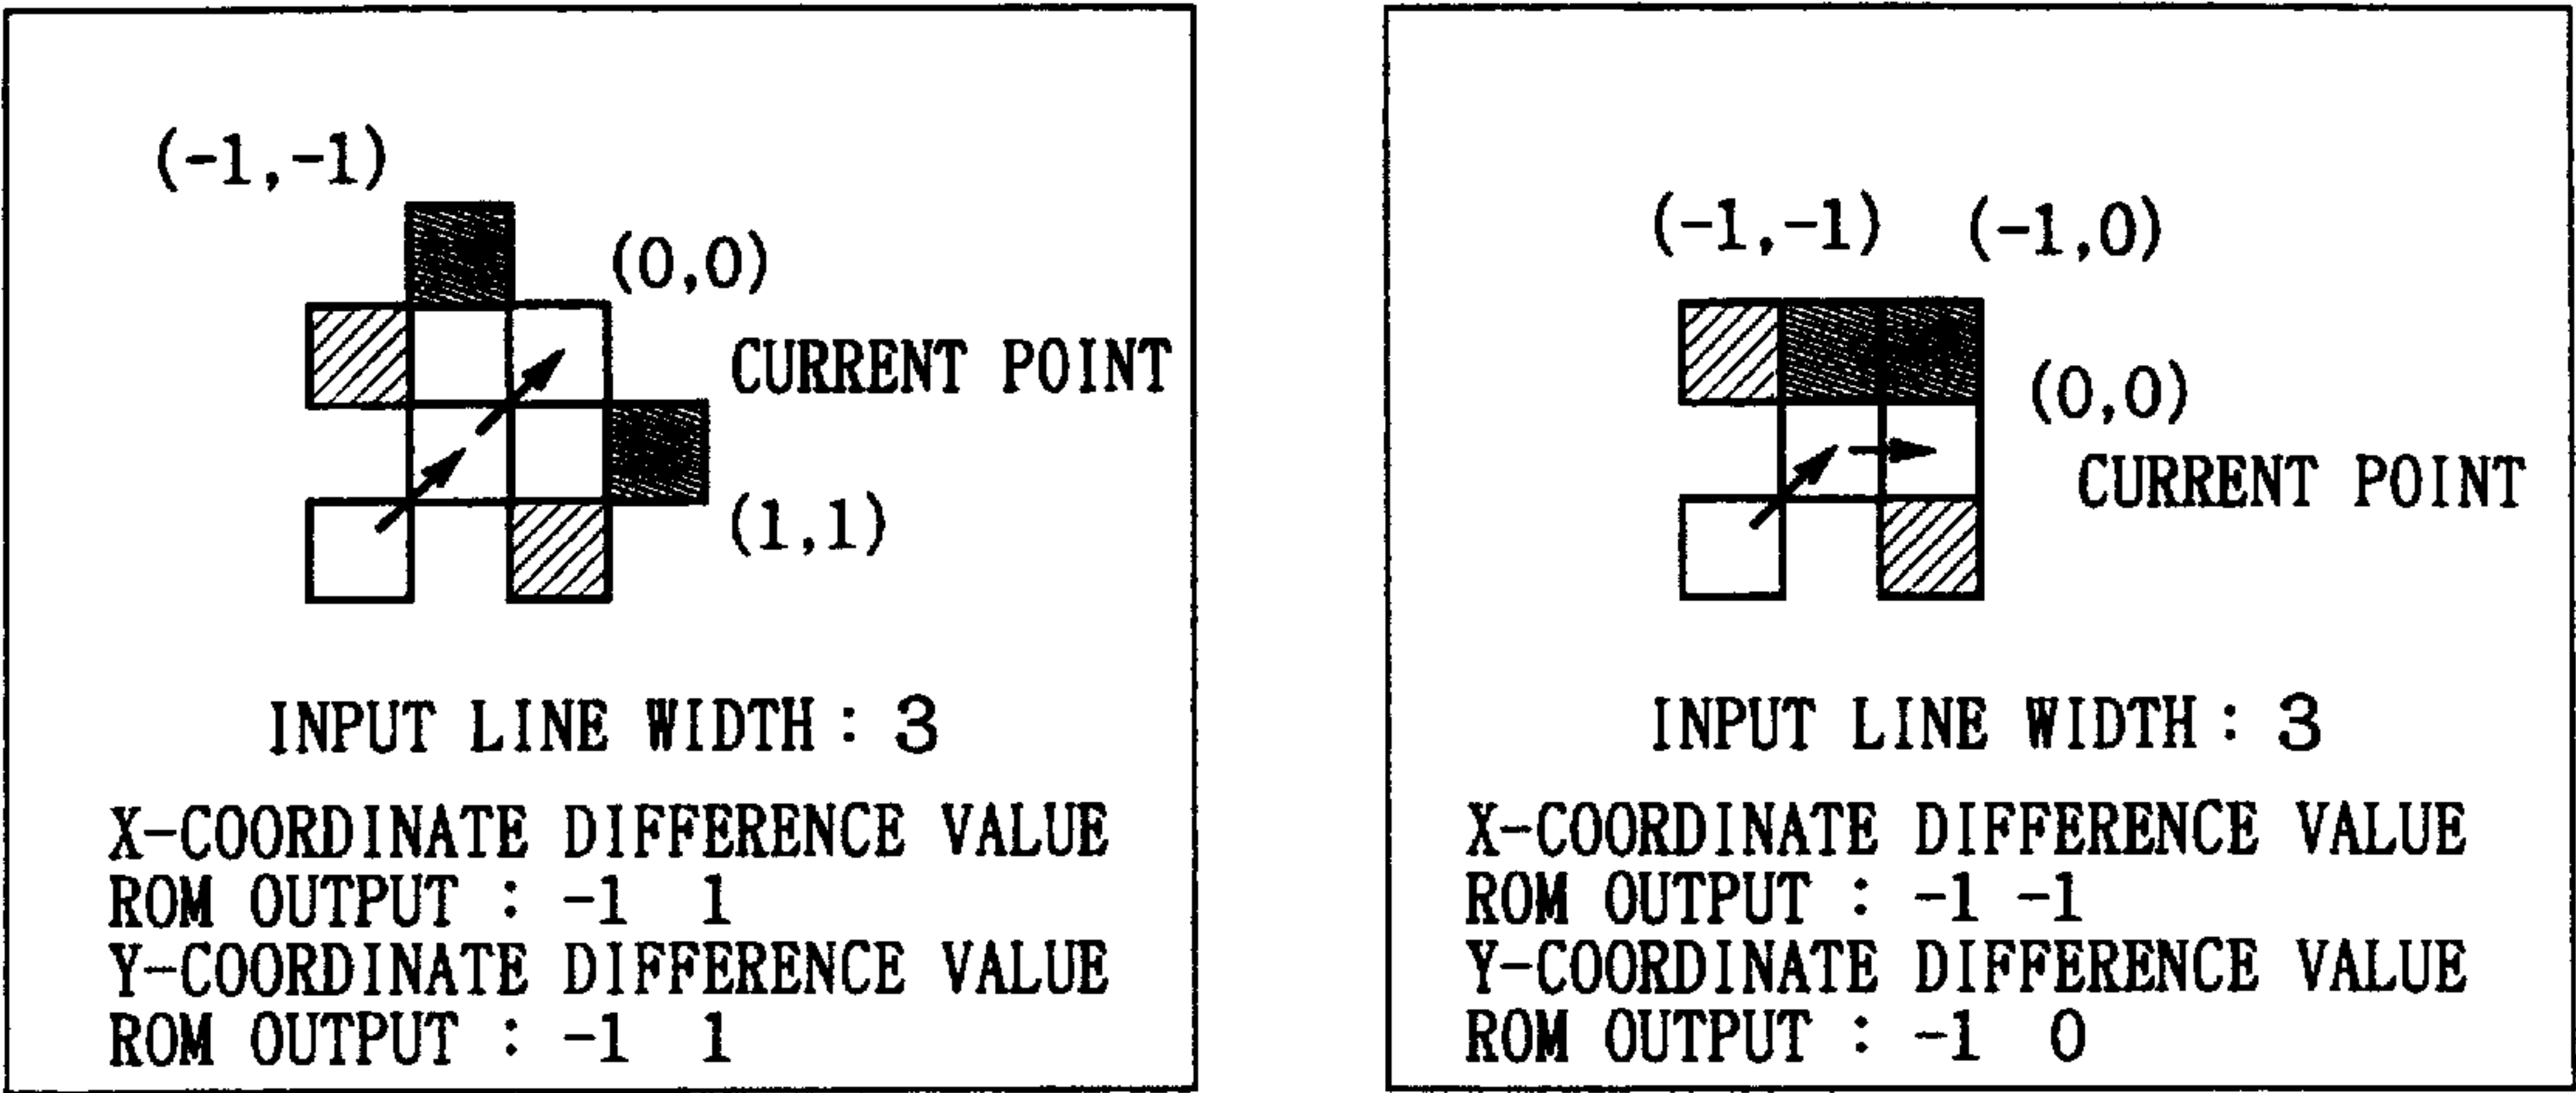 (-1,-1)
(0,0)
CURRENT POINT
(1,1)
INPUT LINE WIDTH : 3
X-COORDINATE DIFFERENCE VALUE
ROM OUTPUT : -1 1
Y-COORDINATE DIFFERENCE VALUE
ROM OUTPUT : -1 1
(-1,-1) (-1,0)
(0,0)
CURRENT POINT
INPUT LINE WIDTH : 3
X-COORDINATE DIFFERENCE VALUE
ROM OUTPUT : -1 -1
Y-COORDINATE DIFFERENCE VALUE
ROM OUTPUT : -1 0